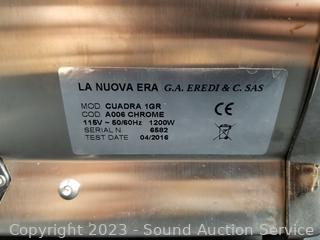 LA NUOVA ERA G.A. EREDI & C. SAS
MOD. CUADRA 1GR
COD. A006 CHROME
115V ~ 50/60Hz 1200W
SERIAL N. 6582
TEST DATE 04/2016
CE
Copyright 2023 - Sound Auction Service